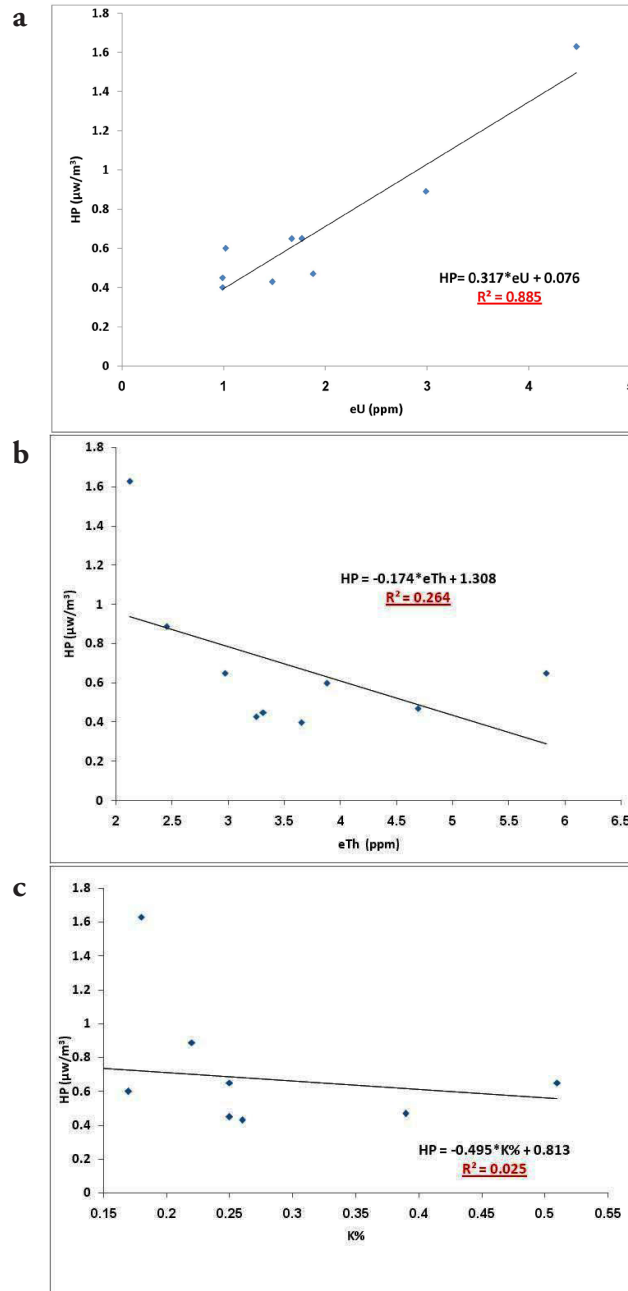 a
1.8
1.6
1.4
1.2
1
0.8
0.6
0.4
0.2
0
HP (µw/m³)
HP= 0.317*eU + 0.076
R² = 0.885
0 1 2 3 4
eU (ppm)
b
1.8
1.6
1.4
1.2
1
0.8
0.6
0.4
0.2
0
HP (µw/m³)
HP = -0.174*eTh + 1.308
R² = 0.264
2 2.5 3 3.5 4 4.5 5 5.5 6 6.5
eTh (ppm)
c
1.8
1.6
1.4
1.2
1
0.8
0.6
0.4
0.2
0
HP (µw/m³)
HP = -0.495*K% + 0.813
R² = 0.025
0.15 0.2 0.25 0.3 0.35 0.4 0.45 0.5 0.55
K%